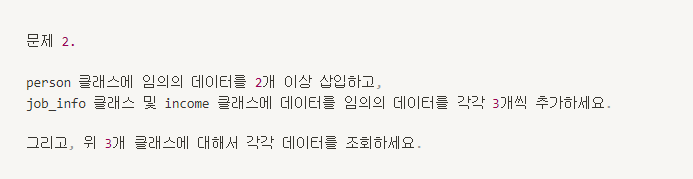 문제 2.
person 클래스에 임의의 데이터를 2개 이상 삽입하고,
job_info 클래스 및 income 클래스에 데이터를 임의의 데이터를 각각 3개씩 추가하세요.
그리고, 위 3개 클래스에 대해서 각각 데이터를 조회하세요.